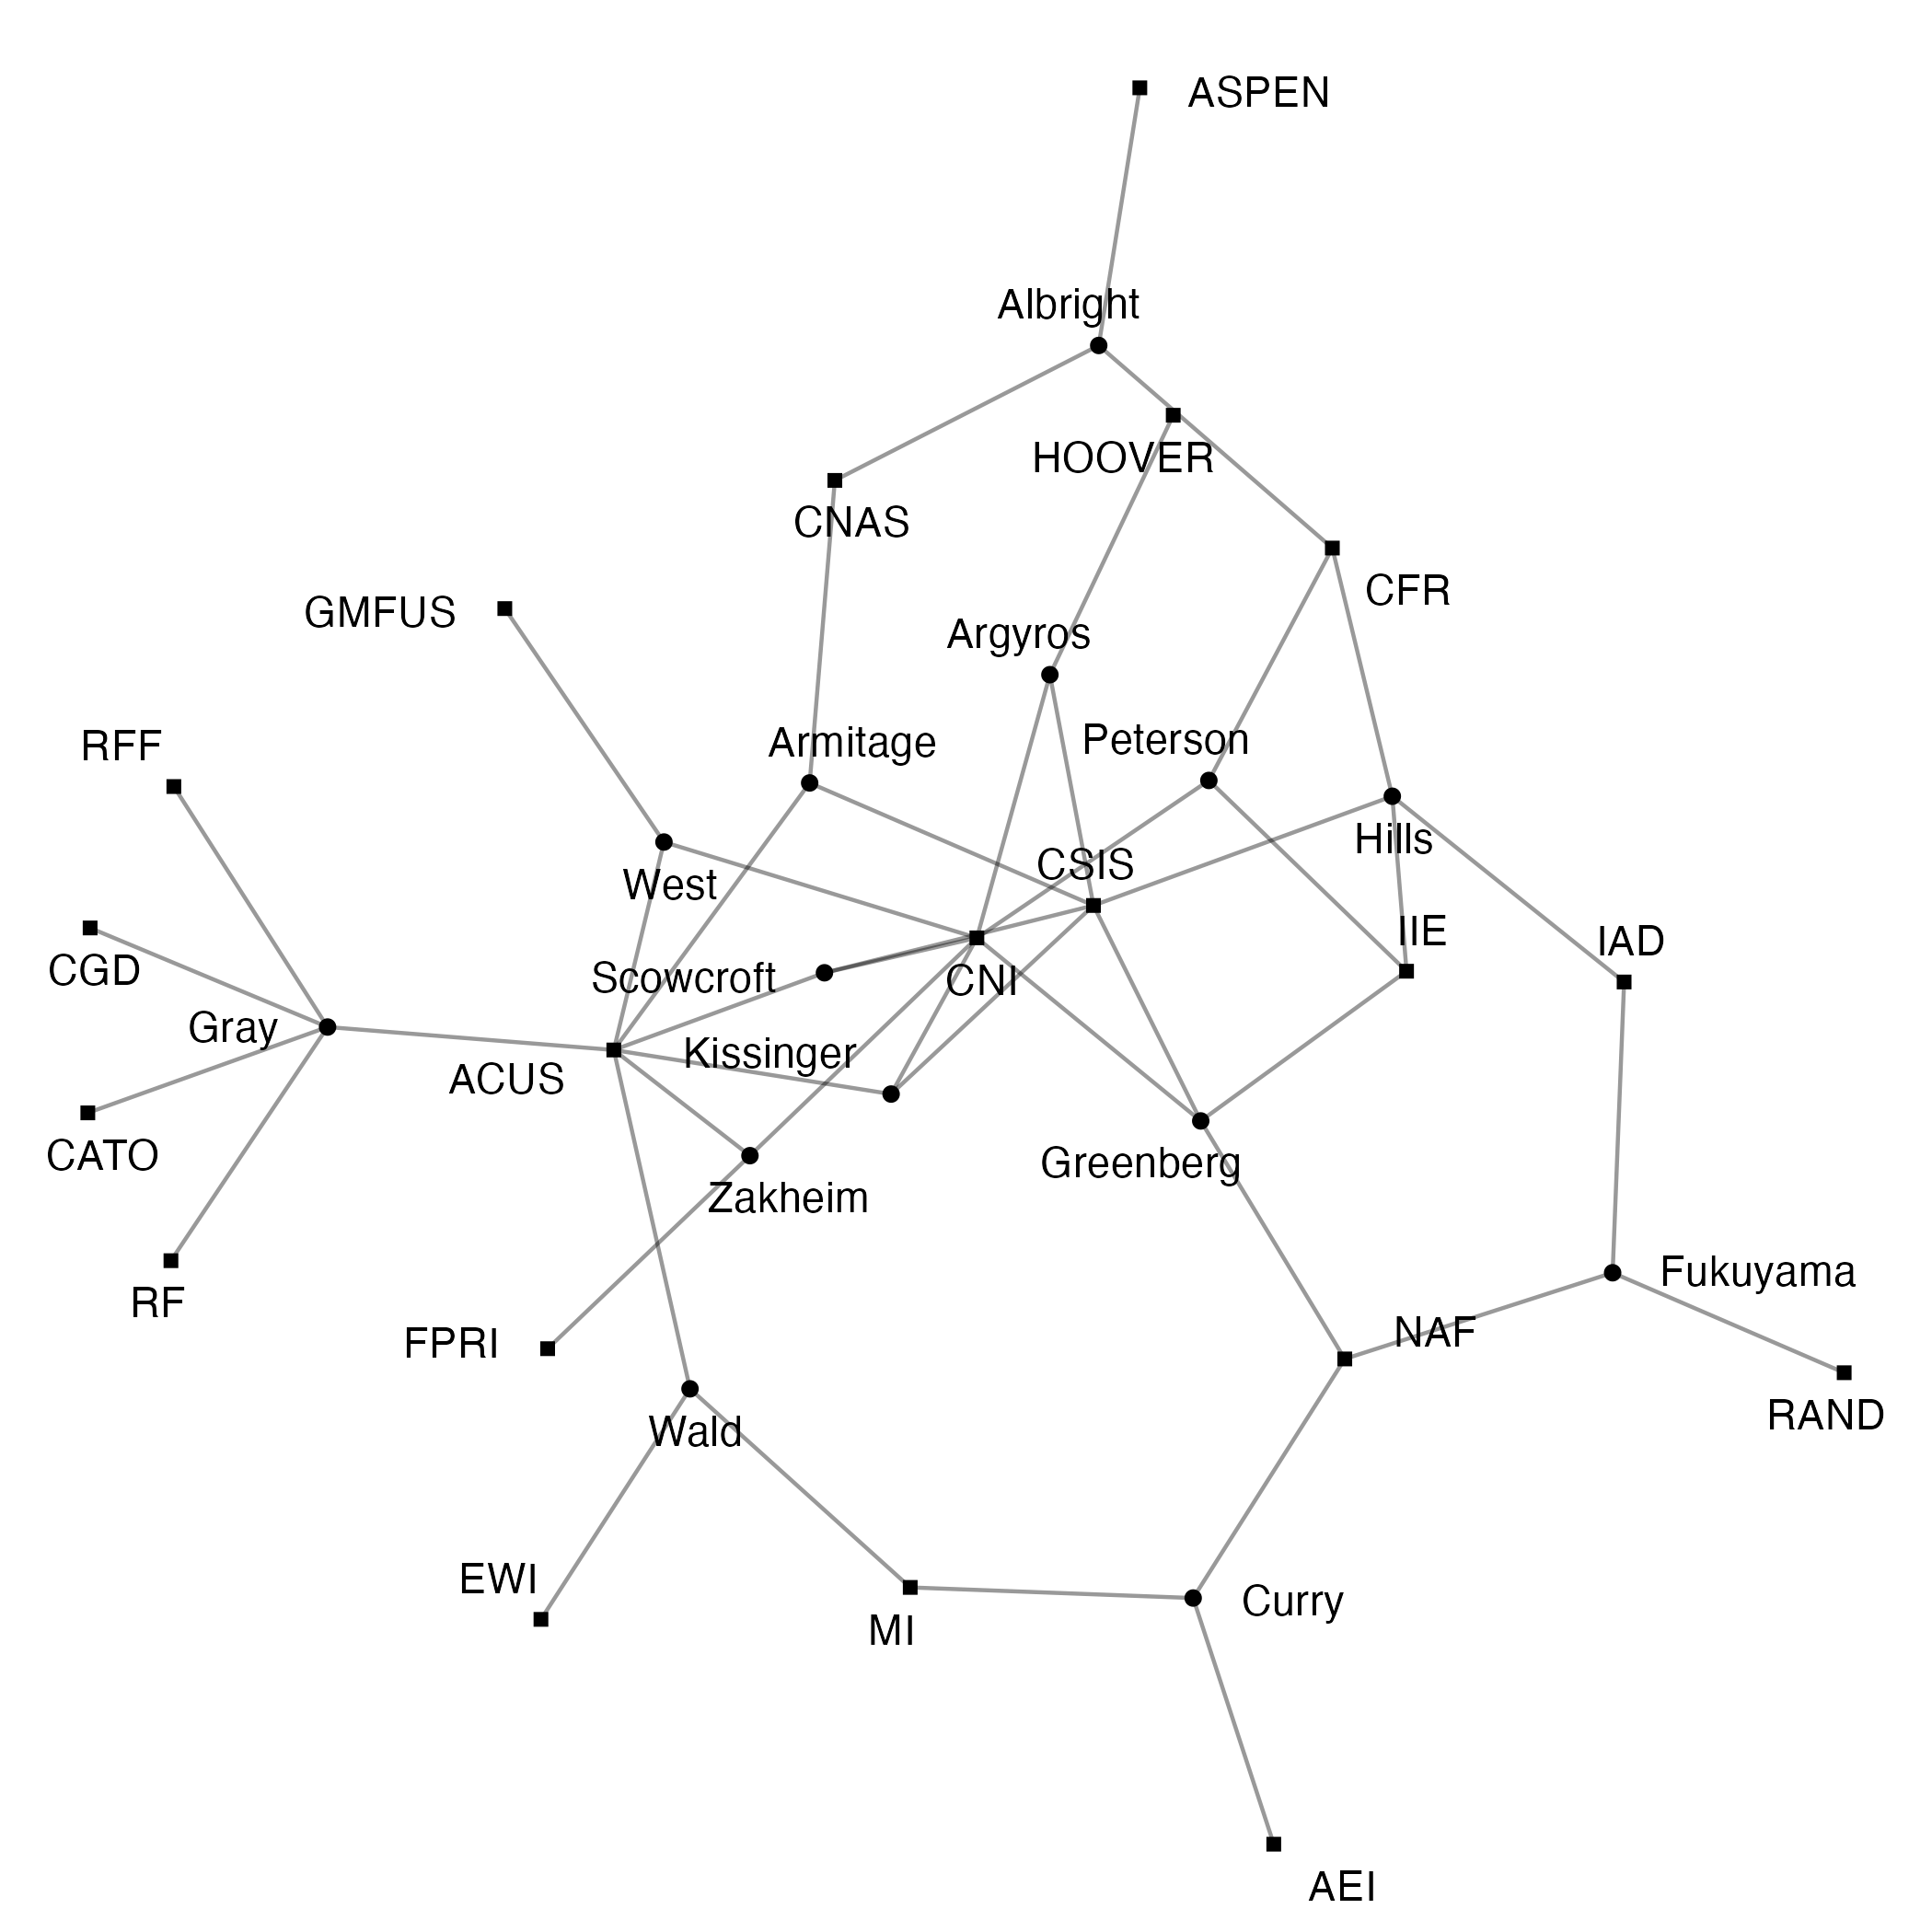 ASPEN
Albright
HOOVER
CNAS
CFR
GMFUS
Argyros
Armitage
Peterson
RFF
Hills
CSIS
West
IIE
IAD
CGD
Scowcroft
CNI
Gray
Kissinger
ACUS
CATO
Greenberg
Zakheim
Fukuyama
RF
NAF
FPRI
RAND
Wald
EWI
Curry
MI
AEI